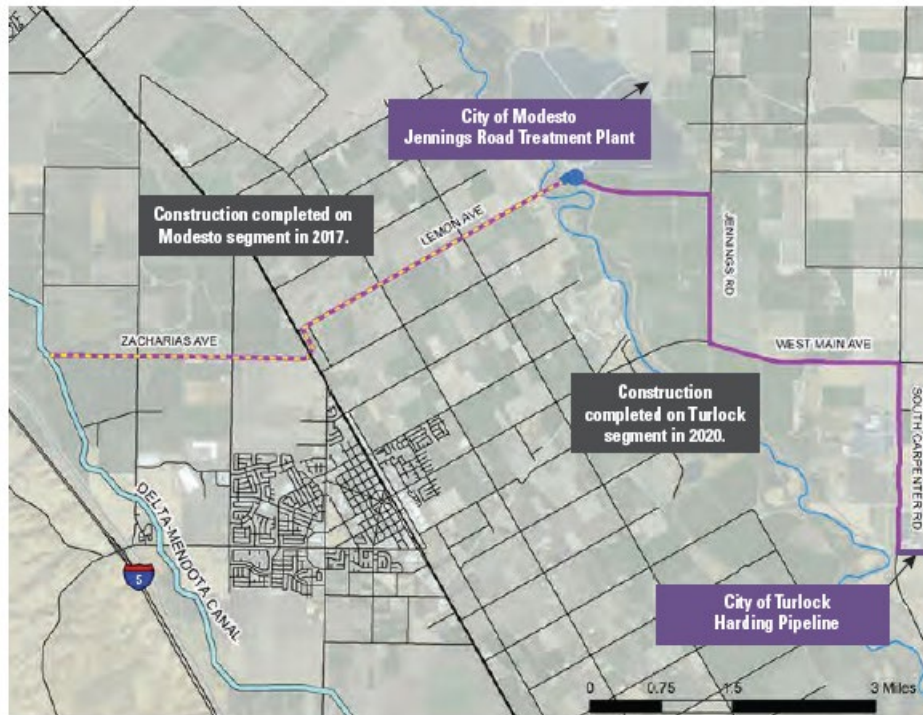 City of Modesto
Jennings Road Treatment Plant
Construction completed on
Modesto segment in 2017.
LEMON AVE
JENNINGS RD
ZACHARIAS AVE
WEST MAIN AVE
Construction
completed on Turlock
segment in 2020.
SOUTH CARPENTER RD
DELTA-MENDOTA CANAL
5
City of Turlock
Harding Pipeline
0 0.75 1.5 3 Miles